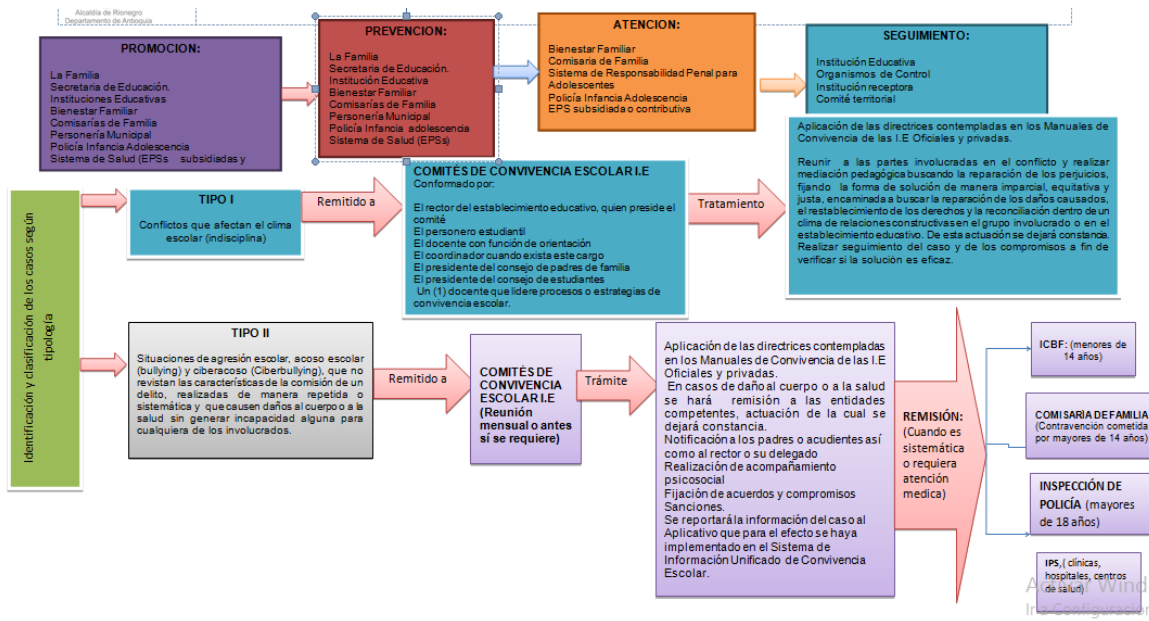 Alcaldía de Rionegro
Departamento de Antioquia
PROMOCION:
La Familia
Secretaria de Educación.
Instituciones Educativas
Bienestar Familiar
Comisarías de Familia
Personería Municipal
Policía Infancia Adolescencia
Sistema de Salud (EPSs subsidiadas y
PREVENCION:
La Familia
Secretaria de Educación.
Institución Educativa
Bienestar Familiar
Comisarías de Familia
Personería Municipal
Policía Infancia adolescencia
Sistema de Salud (EPSs)
ATENCION:
Bienestar Familiar
Comisaria de Familia
Sistema de Responsabilidad Penal para
Adolescentes
Policía Infancia Adolescencia
EPS subsidiada o contributiva
SEGUIMIENTO:
Institución Educativa
Organismos de Control
Institución receptora
Comité territorial
Identificación y clasificación de los casos según
tipología
TIPO I
Conflictos que afectan el clima
escolar (indisciplina)
Remitido a
COMITÉS DE CONVIVENCIA ESCOLAR I.E
Conformado por:
El rector del establecimiento educativo, quien preside el
comité
El personero estudiantil
El docente con función de orientación
El coordinador cuando exista este cargo
El presidente del consejo de padres de familia
El presidente del consejo de estudiantes
Un (1) docente que lidere procesos o estrategias de
convivencia escolar.
Tratamiento
Aplicación de las directrices contempladas en los Manuales de
Convivencia de las I.E Oficiales y privadas.
Reunir a las partes involucradas en el conflicto y realizar
mediación pedagógica buscando la reparación de los perjuicios,
fijando la forma de solución de manera imparcial, equitativa y
justa, encaminada a buscar la reparación de los daños causados,
el restablecimiento de los derechos y la reconciliación dentro de un
clima de relaciones constructivas en el grupo involucrado o en el
establecimiento educativo. De esta actuación se dejará constancia.
Realizar seguimiento del caso y de los compromisos a fin de
verificar si la solución es eficaz.
TIPO II
Situaciones de agresión escolar, acoso escolar
(bullying) y ciberacoso (Ciberbullying), que no
revistan las características de la comisión de un
delito, realizadas de manera repetida o
sistemática y que causen daños al cuerpo o a la
salud sin generar incapacidad alguna para
cualquiera de los involucrados.
Remitido a
COMITÉS DE
CONVIVENCIA
ESCOLAR I.E
(Reunión
mensual o antes
sí se requiere)
Trámite
Aplicación de las directrices contempladas
en los Manuales de Convivencia de las I.E
Oficiales y privadas.
En casos de daño al cuerpo o a la salud
se hará remisión a las entidades
competentes, actuación de la cual se
dejará constancia.
Notificación a los padres o acudientes así
como al rector o su delegado
Realización de acompañamiento
psicosocial
Fijación de acuerdos y compromisos
Sanciones.
Se reportará la información del caso al
Aplicativo que para el efecto se haya
implementado en el Sistema de
Información Unificado de Convivencia
Escolar.
REMISIÓN:
(Cuando es
sistemática
o requiera
atención
medica)
ICBF: (menores de
14 años)
COMISARÍA DE FAMILIA
(Contravención cometida
por mayores de 14 años)
INSPECCIÓN DE
POLICÍA (mayores
de 18 años)
IPS,( clínicas,
hospitales, centros
de salud)
Activar Wind
Ir a Configuración